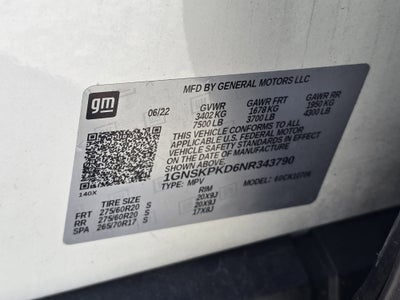 MFD BY GENERAL MOTORS LLC
gm
06/22 GVWR GAWR FRT GAWR RR
3402 KG 1678 KG 1950 KG
7500 LB 3700 LB 4300 LB
THIS VEHICLE CONFORMS TO ALL
APPLICABLE U.S. FEDERAL MOTOR
VEHICLE SAFETY STANDARDS IN EFFECT
ON THE DATE OF MANUFACTURE SHOWN ABOVE.
1GNSKPKD6NR343790
140X TYPE: MPV MODEL:
TIRE SIZE RIM
FRT 275/60R20 S 20X9J
RR 275/60R20 S 20X9J
SPA 265/70R17 S 17X8J